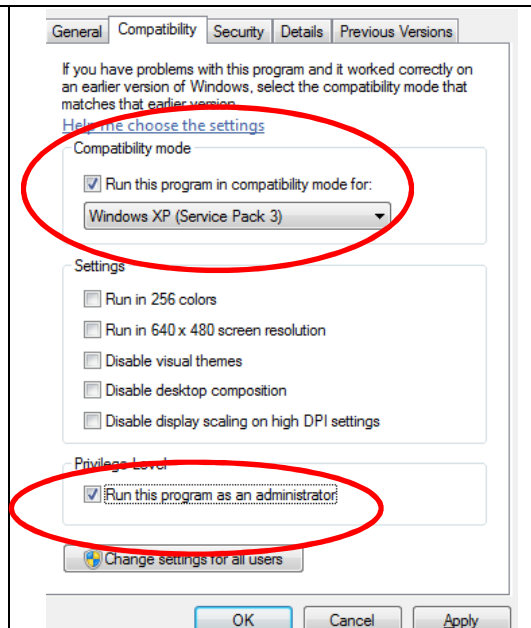 General Compatibility Security Details Previous Versions
If you have problems with this program and it worked correctly on
an earlier version of Windows, select the compatibility mode that
matches that earlier version.
Help me choose the settings
Compatibility mode
Run this program in compatibility mode for:
Windows XP (Service Pack 3)
Settings
Run in 256 colors
Run in 640 x 480 screen resolution
Disable visual themes
Disable desktop composition
Disable display scaling on high DPI settings
Privilege Level
Run this program as an administrator
Change settings for all users
OK Cancel Apply